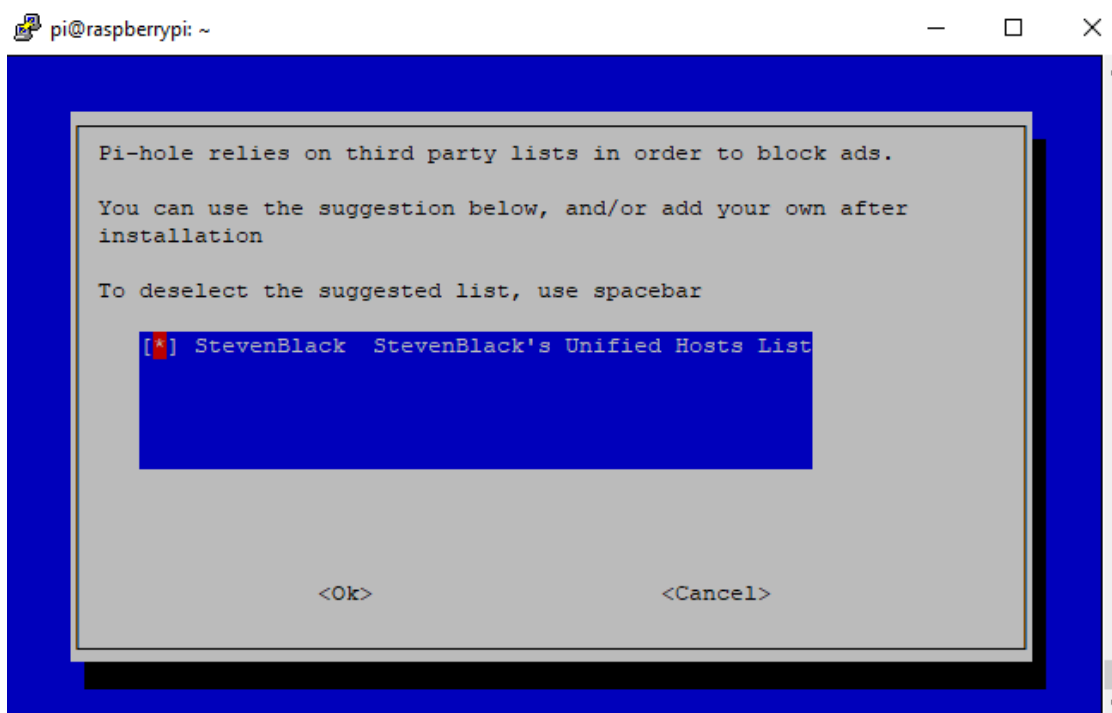 pi@raspberrypi: ~
Pi-hole relies on third party lists in order to block ads.
You can use the suggestion below, and/or add your own after
installation
To deselect the suggested list, use spacebar
[*] StevenBlack  StevenBlack's Unified Hosts List
<Ok> <Cancel>